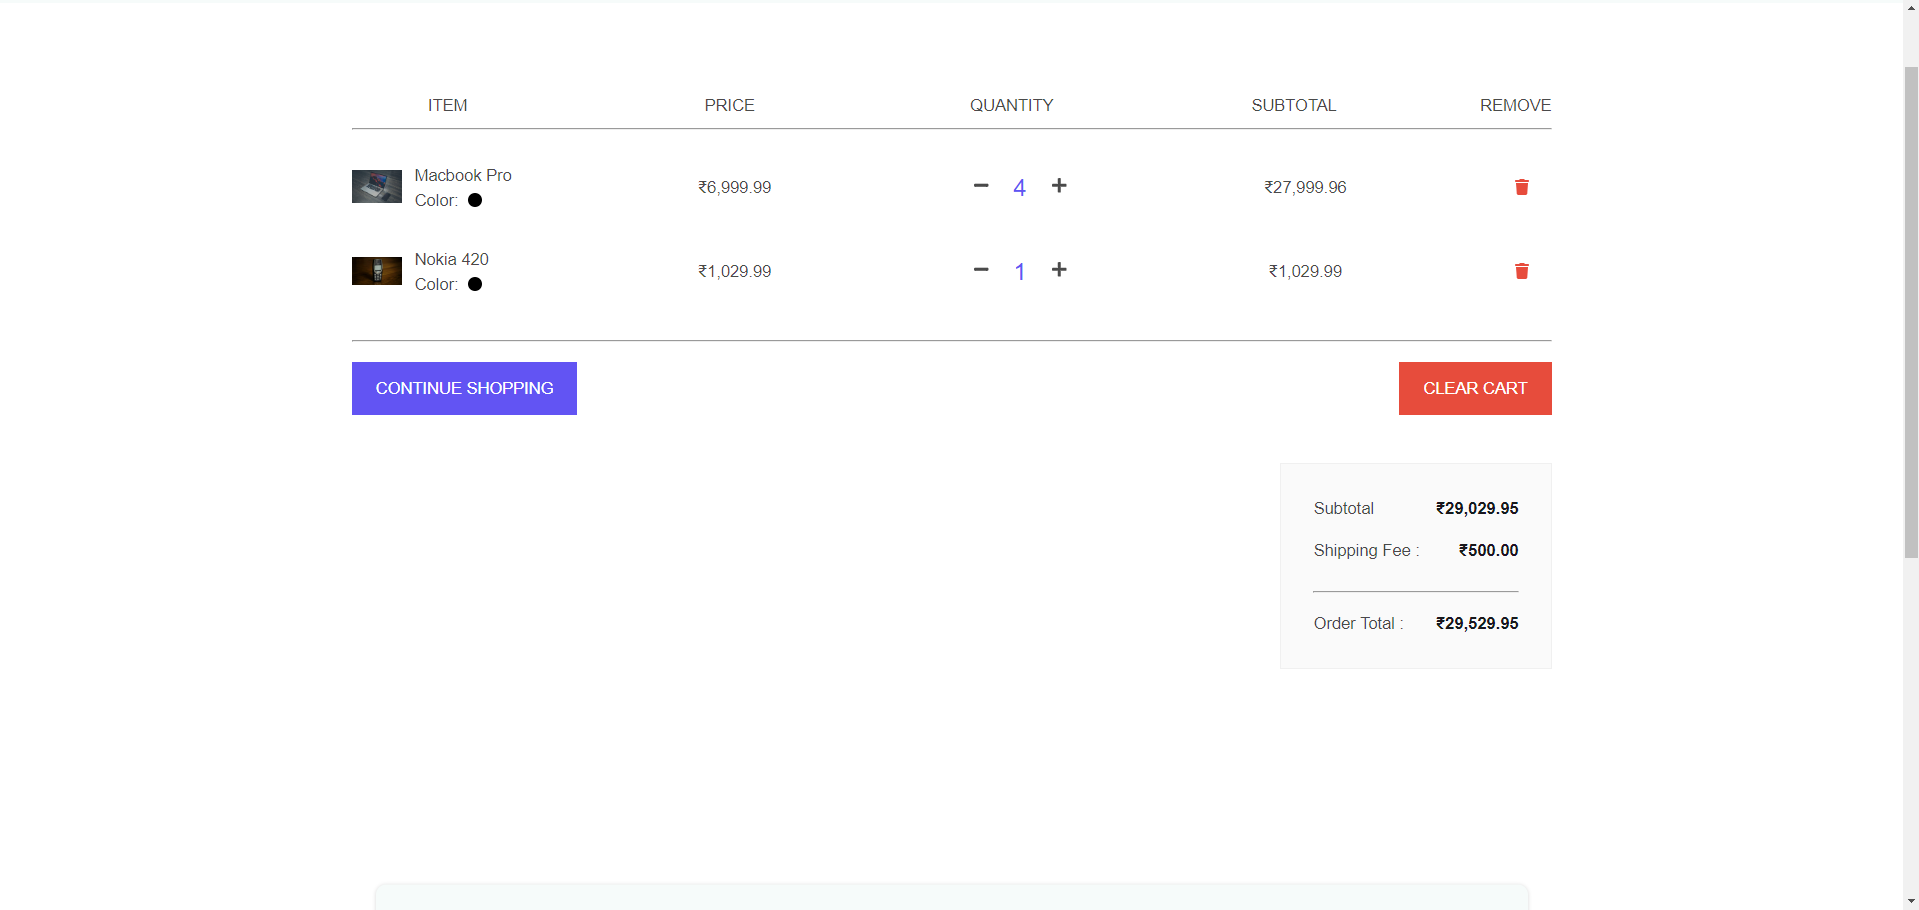 ITEM PRICE QUANTITY SUBTOTAL REMOVE
Macbook Pro
Color:
₹6,999.99 4 ₹27,999.96
Nokia 420
Color:
₹1,029.99 1 ₹1,029.99
CONTINUE SHOPPING CLEAR CART
Subtotal ₹29,029.95
Shipping Fee : ₹500.00
Order Total : ₹29,529.95